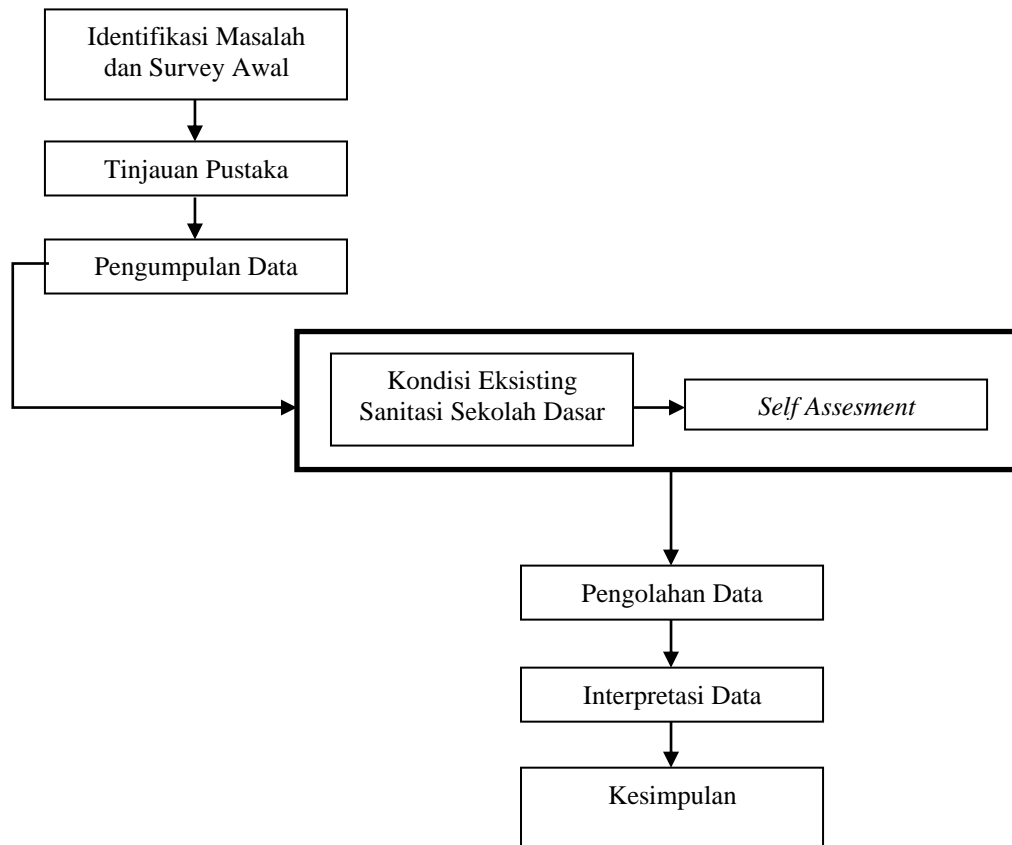 Identifikasi Masalah
dan Survey Awal
Tinjauan Pustaka
Pengumpulan Data
Kondisi Eksisting
Sanitasi Sekolah Dasar
Self Assesment
Pengolahan Data
Interpretasi Data
Kesimpulan